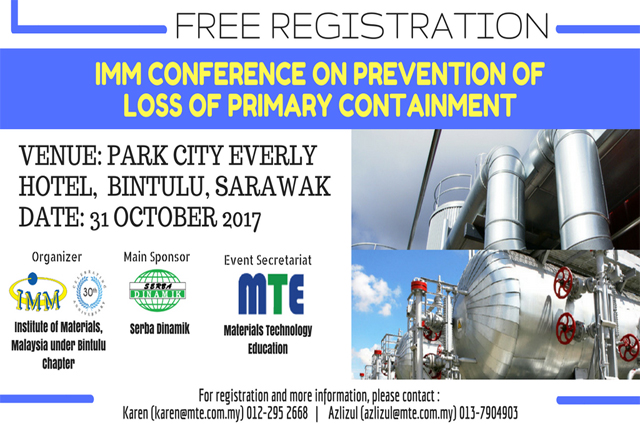 FREE REGISTRATION
IMM CONFERENCE ON PREVENTION OF
LOSS OF PRIMARY CONTAINMENT
VENUE: PARK CITY EVERLY
HOTEL, BINTULU, SARAWAK
DATE: 31 OCTOBER 2017
Organizer
IMM
30th
Institute of Materials,
Malaysia under Bintulu
Chapter
Main Sponsor
SERBA
DINAMIK
Serba Dinamik
Event Secretariat
MTE
Materials Technology
Education
For registration and more information, please contact :
Karen (karen@mte.com.my) 012-295 2668 | Azlizul (azlizul@mte.com.my) 013-7904903